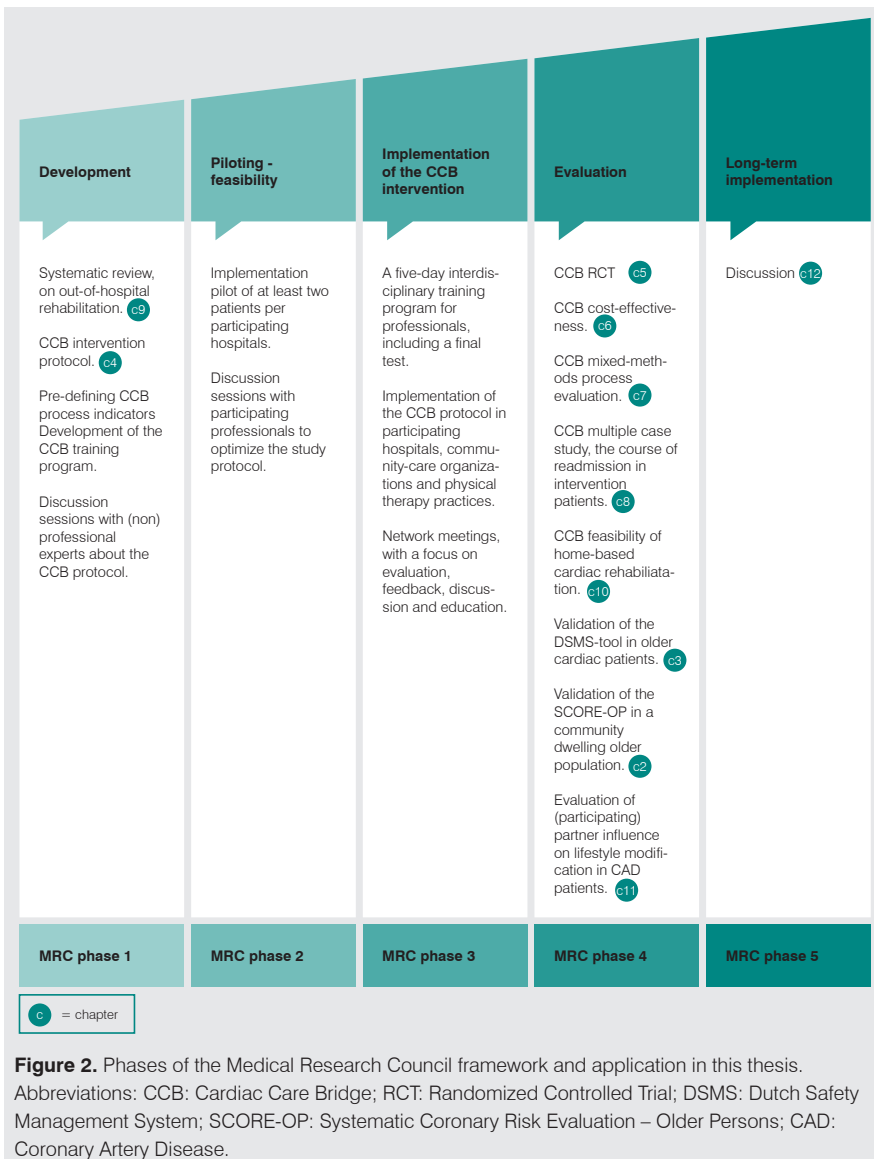 Development
Systematic review,
on out-of-hospital
rehabilitation. c9
CCB intervention
protocol. c4
Pre-defining CCB
process indicators
Development of the
CCB training
program.
Discussion
sessions with (non)
professional
experts about the
CCB protocol.
MRC phase 1
Piloting -
feasibility
Implementation
pilot of at least two
patients per
participating
hospitals.
Discussion
sessions with
participating
professionals to
optimize the study
protocol.
MRC phase 2
Implementation
of the CCB
intervention
A five-day interdis-
ciplinary training
program for
professionals,
including a final
test.
Implementation of
the CCB protocol in
participating
hospitals, commu-
nity-care organiza-
tions and physical
therapy practices.
Network meetings,
with a focus on
evaluation,
feedback, discus-
sion and education.
MRC phase 3
Evaluation
CCB RCT c5
CCB cost-effective-
ness. c6
CCB mixed-meth-
ods process
evaluation. c7
CCB multiple case
study, the course of
readmission in
intervention
patients. c8
CCB feasibility of
home-based
cardiac rehabiliata-
tion. c10
Validation of the
DSMS-tool in older
cardiac patients. c3
Validation of the
SCORE-OP in a
community
dwelling older
population. c2
Evaluation of
(participating)
partner influence
on lifestyle modifi-
cation in CAD
patients. c11
MRC phase 4
Long-term
implementation
Discussion c12
MRC phase 5
c = chapter
Figure 2. Phases of the Medical Research Council framework and application in this thesis.
Abbreviations: CCB: Cardiac Care Bridge; RCT: Randomized Controlled Trial; DSMS: Dutch Safety
Management System; SCORE-OP: Systematic Coronary Risk Evaluation – Older Persons; CAD:
Coronary Artery Disease.